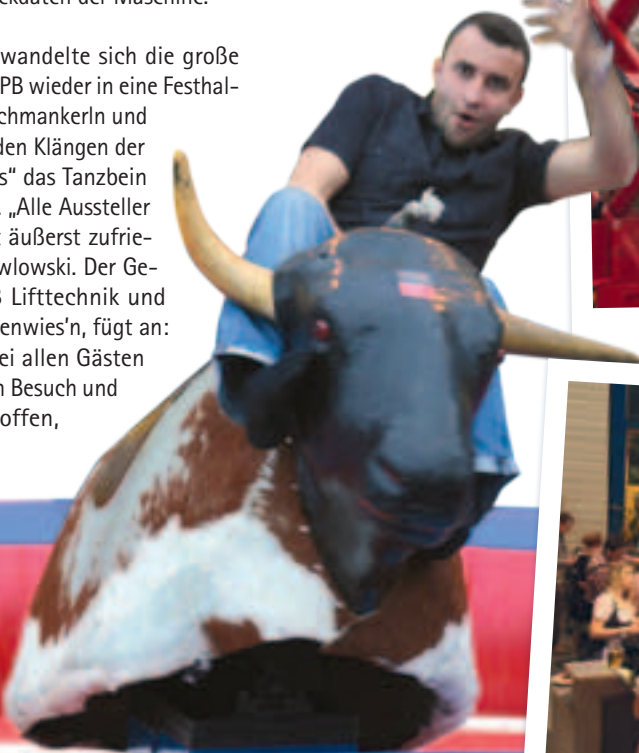 ckdaten der Maschine.
wandelte sich die große
PB wieder in eine Festhal-
chmankerln und
den Klängen der
s“ das Tanzbein
„Alle Aussteller
t äußerst zufrie-
wlowski. Der Ge-
B Lifttechnik und
enwies’n, fügt an:
ei allen Gästen
n Besuch und
offen,